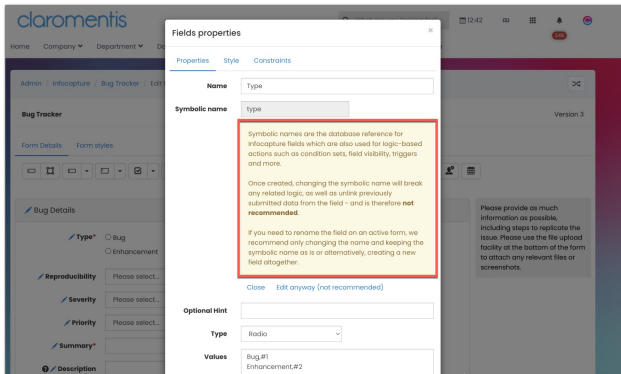 claromentis
12:42
Home Company Department
Fields properties
×
Properties Style Constraints
Admin / Infocapture / Bug Tracker / Edit
Bug Tracker
Version 3
Form Details Form styles
Name Type
Symbolic name type
Symbolic names are the database reference for
Infocapture fields which are also used for logic-based
actions such as condition sets, field visibility, triggers
and more.
Once created, changing the symbolic name will break
any related logic, as well as unlink previously
submitted data from the field - and is therefore not
recommended.
If you need to rename the field on an active form, we
recommend only changing the name and keeping the
symbolic name as is or alternatively, creating a new
field altogether.
Close Edit anyway (not recommended)
Optional Hint
Type Radio
Values Bug,#1
Enhancement,#2
Bug Details
Type* Bug
Enhancement
Reproducibility Please select...
Severity Please select...
Priority Please select...
Summary*
Description
Please provide as much
information as possible,
including steps to replicate the
issue. Please use the file upload
facility at the bottom of the form
to attach any relevant files or
screenshots.